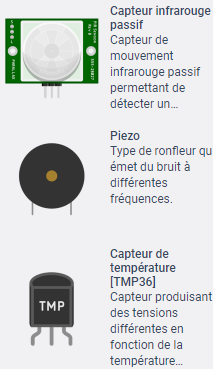 Capteur infrarouge
passif
Capteur de
mouvement
infrarouge passif
permettant de
détecter un...
Piezo
Type de ronfleur qu
émet du bruit à
différentes
fréquences.
Capteur de
température
[TMP36]
Capteur produisant
des tensions
différentes en
fonction de la
température...
TMP